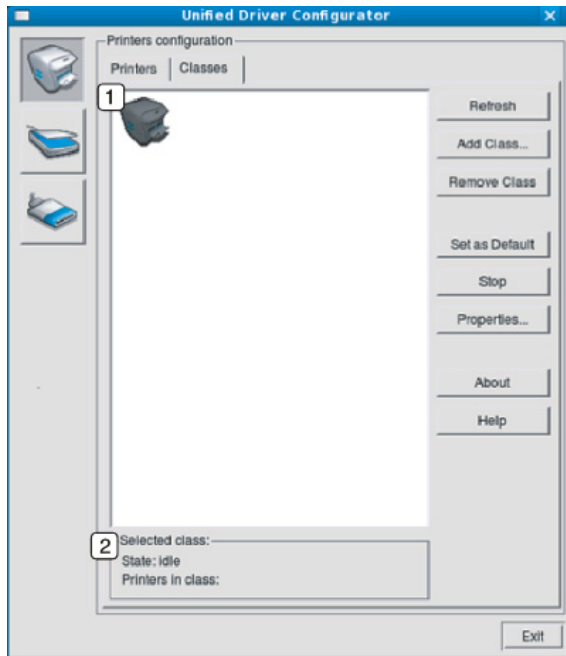 Unified Driver Configurator
Printers configuration
Printers
Classes
1
Refresh
Add Class...
Remove Class
Set as Default
Stop
Properties...
About
Help
2
Selected class:
State: idle
Printers in class:
Exit